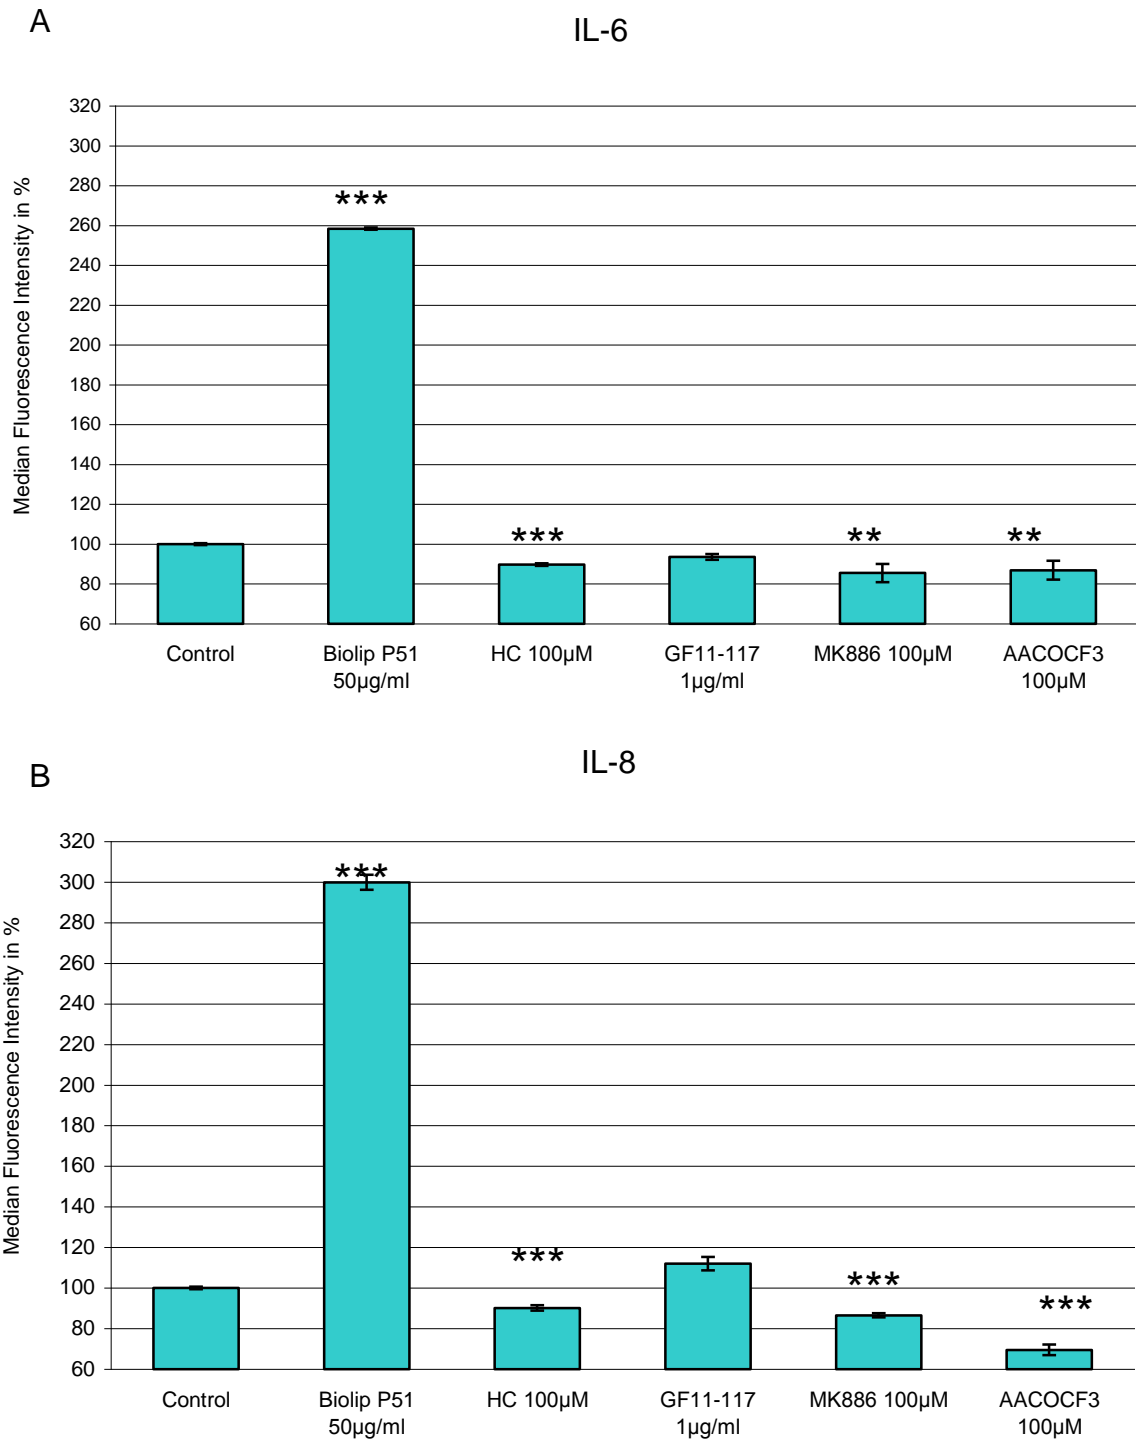 A
IL-6
Median Fluorescence Intensity in %
320
300
280
260
240
220
200
180
160
140
120
100
80
60
***
***
**
**
Control
Biolip P51
50µg/ml
HC 100µM
GF11-117
1µg/ml
MK886 100µM
AACOCF3
100µM
B
IL-8
Median Fluorescence Intensity in %
320
300
280
260
240
220
200
180
160
140
120
100
80
60
***
***
***
***
Control
Biolip P51
50µg/ml
HC 100µM
GF11-117
1µg/ml
MK886 100µM
AACOCF3
100µM